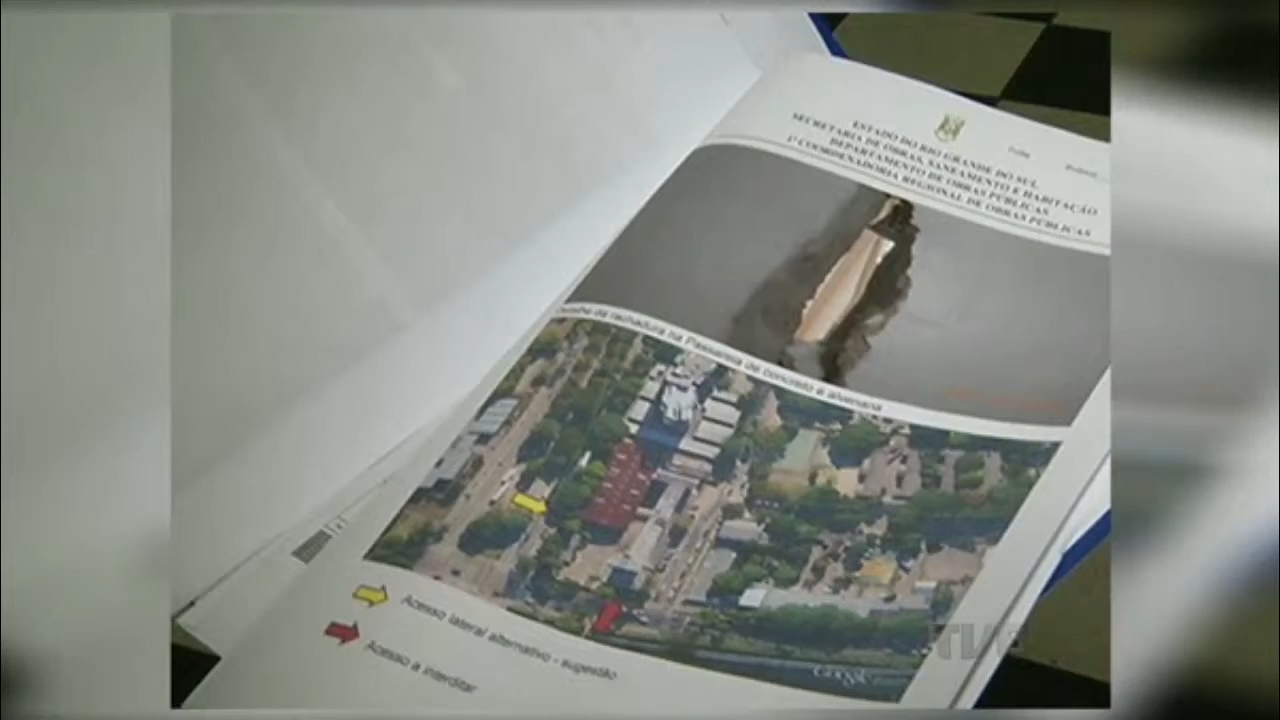 ESTADO DO RIO GRANDE DO SUL
SECRETARIA DE OBRAS, SANEAMENTO E HABITAÇÃO
DEPARTAMENTO DE OBRAS PÚBLICAS
1ª COORDENADORIA REGIONAL DE OBRAS PÚBLICAS
da rachadura na Passarela de concreto e alvenaria
Google
Acesso lateral alternativo - sugestão
Acesso a interditar